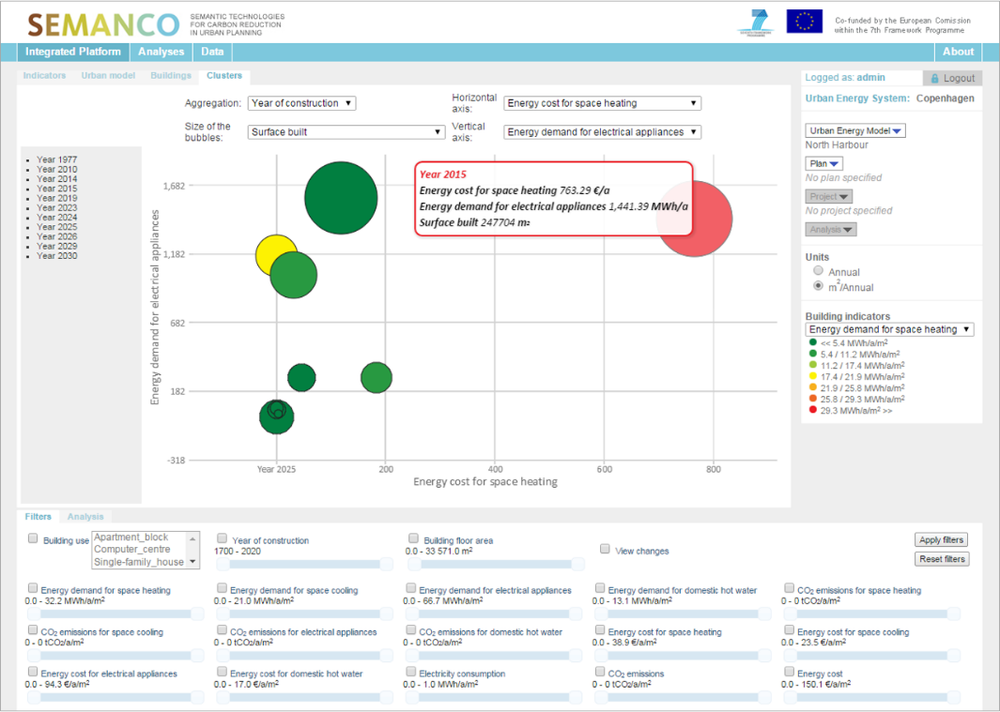 SEMANCO
SEMANTIC TECHNOLOGIES
FOR CARBON REDUCTION
IN URBAN PLANNING
Co-funded by the European Comission
within the 7th Framework Programme
Integrated Platform Analyses Data About
Indicators Urban model Buildings Clusters
Logged as: admin Logout
Urban Energy System: Copenhagen
Aggregation: Year of construction
Horizontal axis: Energy cost for space heating
Size of the bubbles: Surface built
Vertical axis: Energy demand for electrical appliances
Urban Energy Model
North Harbour
Plan
No plan specified
Project
No project specified
Analysis
Units
Annual
m²/Annual
Building indicators
Energy demand for space heating
<< 5.4 MWh/a/m²
5.4 / 11.2 MWh/a/m²
11.2 / 17.4 MWh/a/m²
17.4 / 21.9 MWh/a/m²
21.9 / 25.8 MWh/a/m²
25.8 / 29.3 MWh/a/m²
29.3 MWh/a/m² >>
Year 1977
Year 2010
Year 2014
Year 2015
Year 2019
Year 2023
Year 2024
Year 2025
Year 2026
Year 2029
Year 2030
Energy demand for electrical appliances
1,682
1,182
682
182
-318
Year 2015
Energy cost for space heating 763.29 €/a
Energy demand for electrical appliances 1,441.39 MWh/a
Surface built 247704 m²
Year 2025 200 400 600 800
Energy cost for space heating
Filters Analysis
Building use
Apartment_block
Computer_centre
Single-family_house
Year of construction
1700 - 2020
Building floor area
0.0 - 33 571.0 m²
View changes
Apply filters
Reset filters
Energy demand for space heating
0.0 - 32.2 MWh/a/m²
Energy demand for space cooling
0.0 - 21.0 MWh/a/m²
Energy demand for electrical appliances
0.0 - 66.7 MWh/a/m²
Energy demand for domestic hot water
0.0 - 13.1 MWh/a/m²
CO₂ emissions for space heating
0 - 0 tCO₂/a/m²
CO₂ emissions for space cooling
0 - 0 tCO₂/a/m²
CO₂ emissions for electrical appliances
0 - 0 tCO₂/a/m²
CO₂ emissions for domestic hot water
0 - 0 tCO₂/a/m²
Energy cost for space heating
0.0 - 38.9 €/a/m²
Energy cost for space cooling
0.0 - 23.5 €/a/m²
Energy cost for electrical appliances
0.0 - 94.3 €/a/m²
Energy cost for domestic hot water
0.0 - 17.0 €/a/m²
Electricity consumption
0.0 - 1.0 MWh/a/m²
CO₂ emissions
0 - 0 tCO₂/a/m²
Energy cost
0.0 - 150.1 €/a/m²